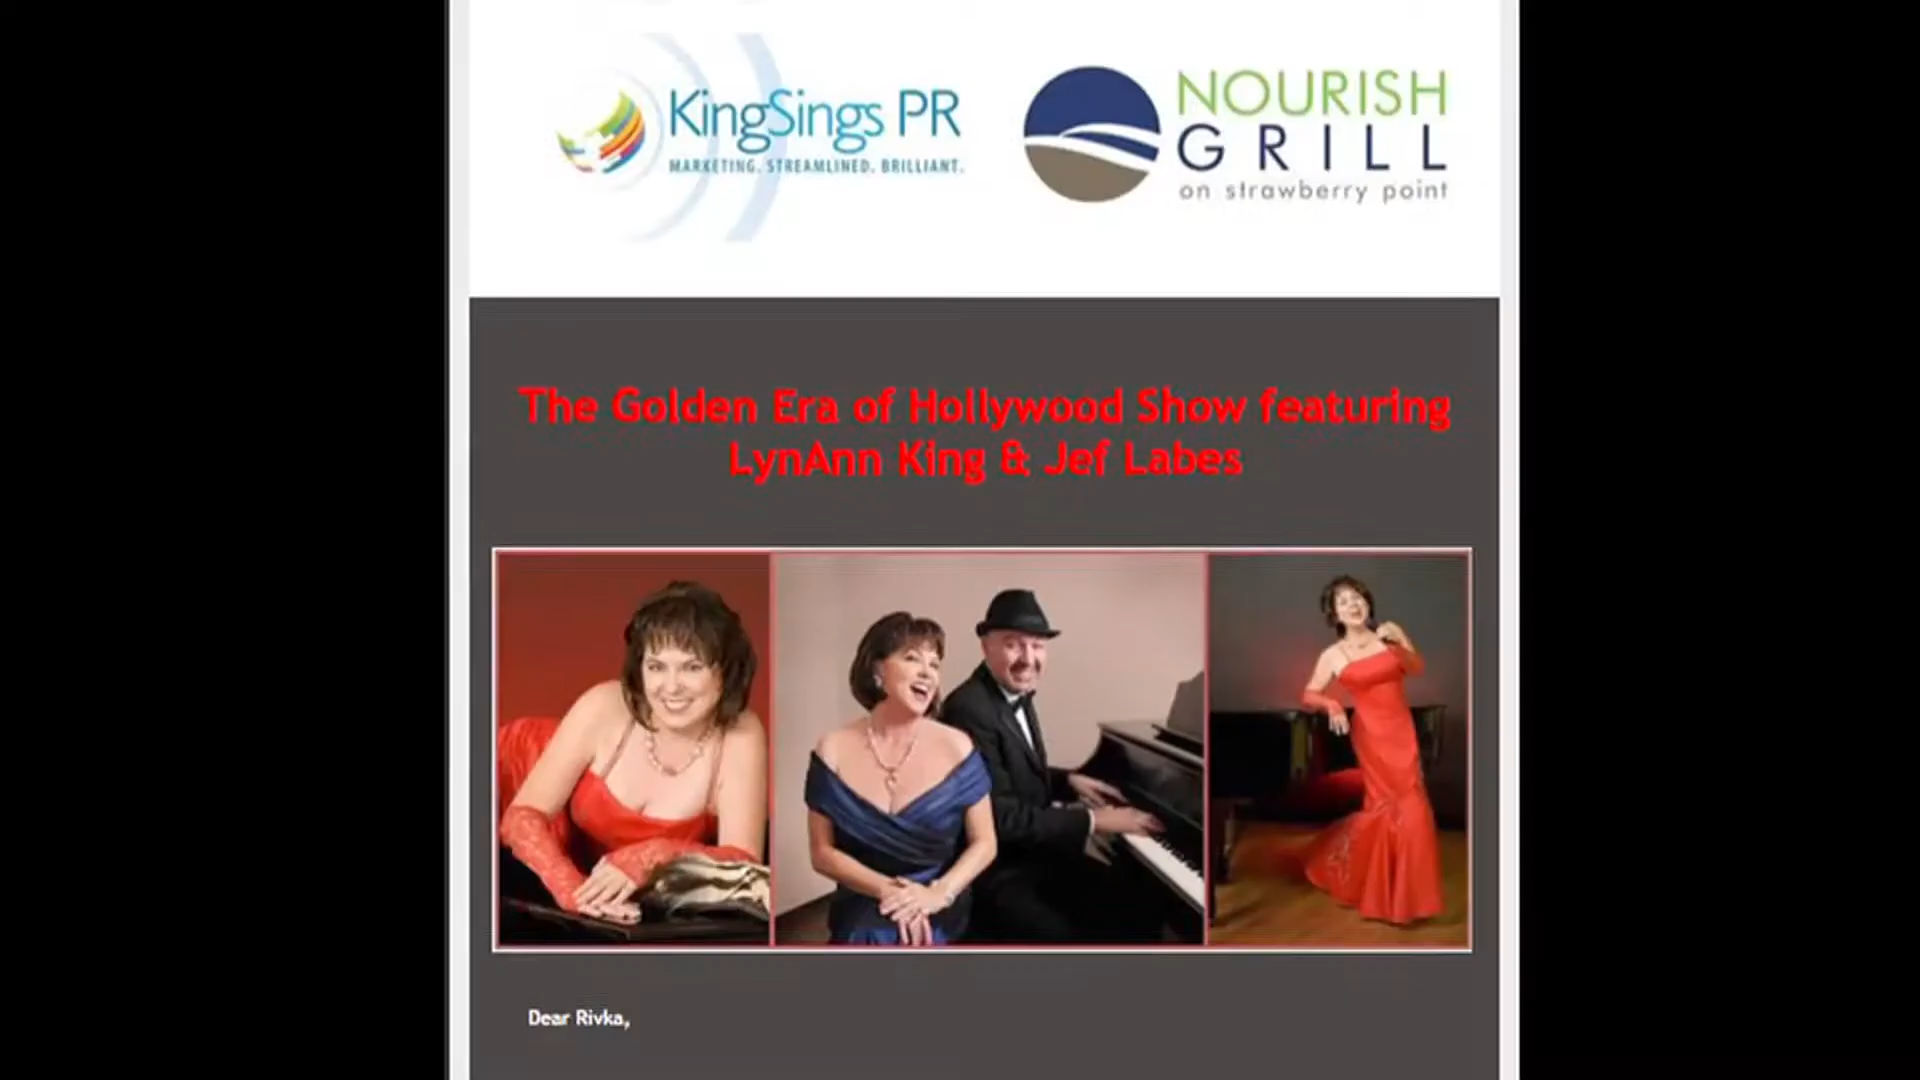 KingSings PR
MARKETING. STREAMLINED. BRILLIANT.
NOURISH
GRILL
on strawberry point
The Golden Era of Hollywood Show featuring
LynAnn King & Jef Labes
Dear Rivka,